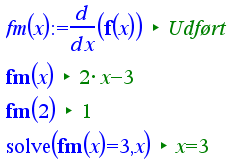 fm(x):=d/dx(f(x)) ▸ Udført
fm(x) ▸ 2·x−3
fm(2) ▸ 1
solve(fm(x)=3,x) ▸ x=3